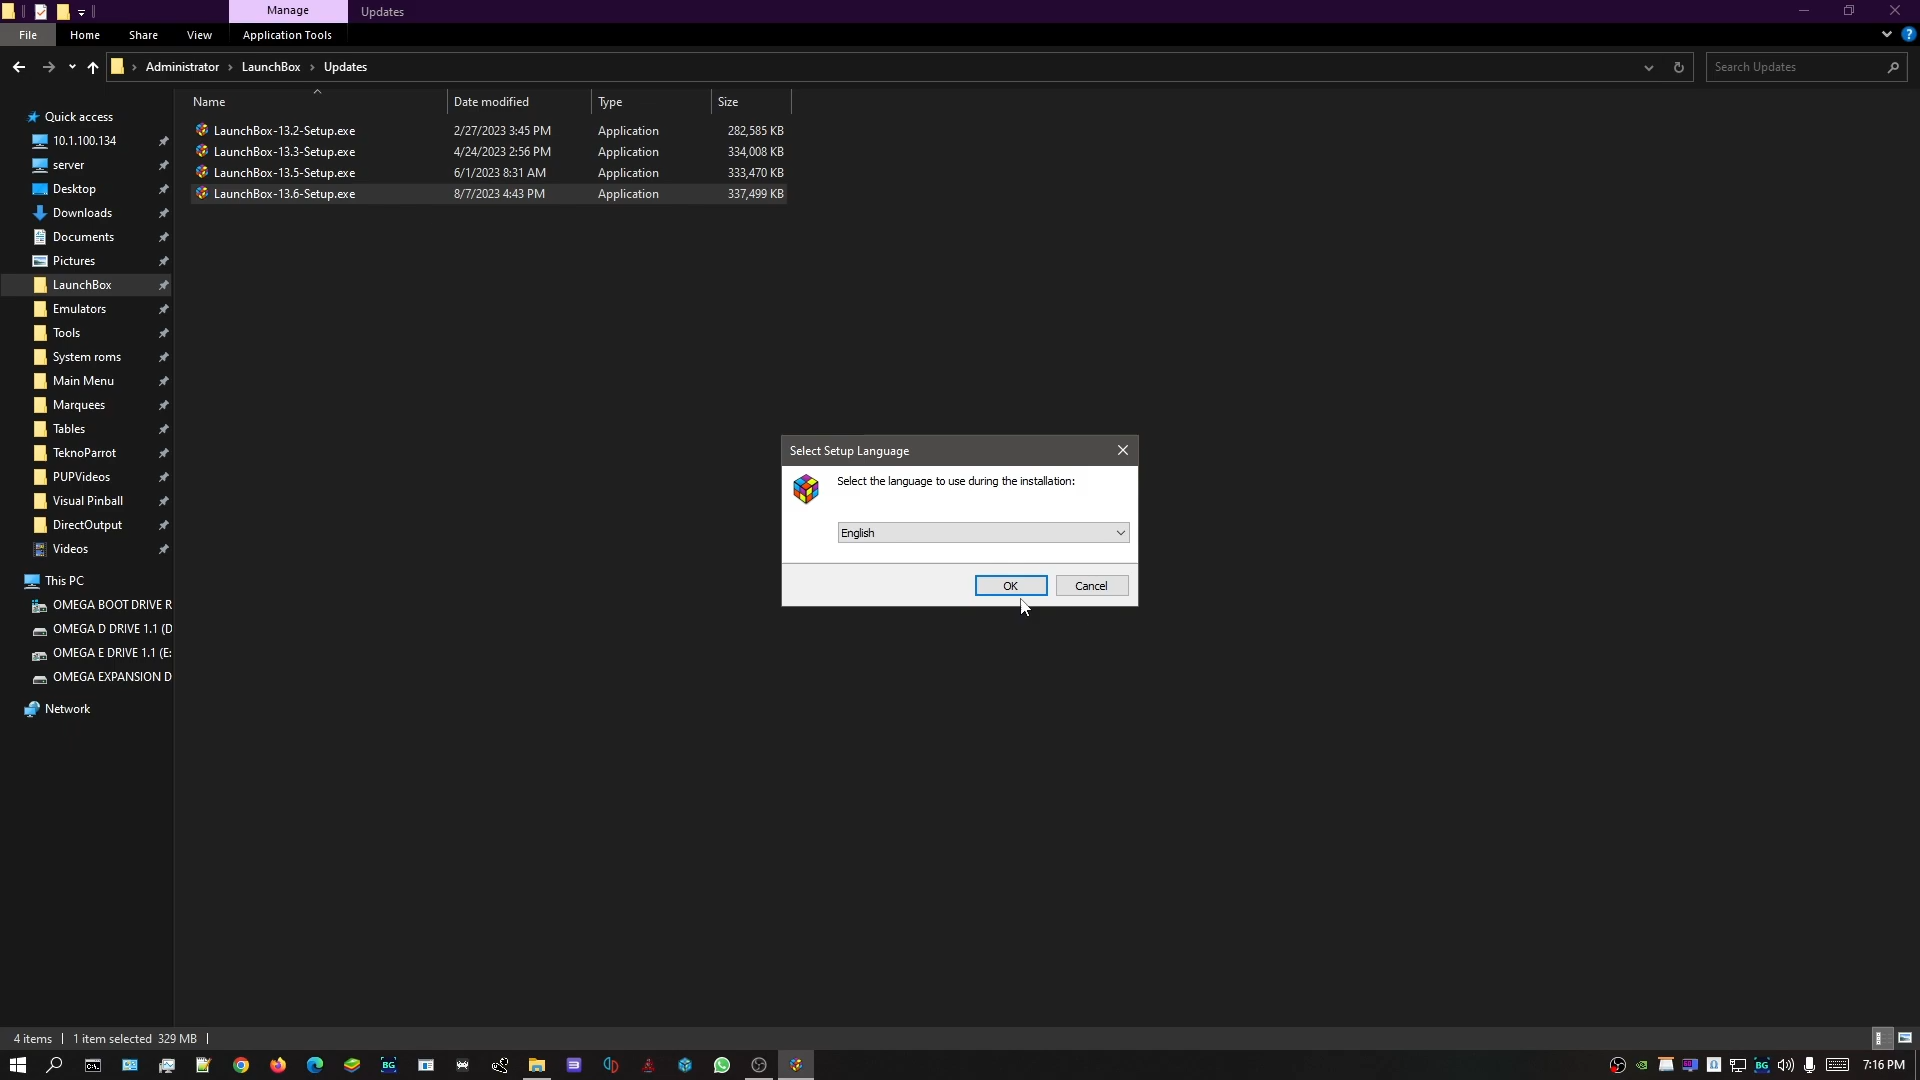 Manage
Updates
File
Home
Share
View
Application Tools
Administrator
LaunchBox
Updates
Search Updates
Name
Date modified
Type
Size
LaunchBox-13.2-Setup.exe 2/27/2023 3:45 PM Application 282,585 KB
LaunchBox-13.3-Setup.exe 4/24/2023 2:56 PM Application 334,008 KB
LaunchBox-13.5-Setup.exe 6/1/2023 8:31 AM Application 333,470 KB
LaunchBox-13.6-Setup.exe 8/7/2023 4:43 PM Application 337,499 KB
Quick access
10.1.100.134
server
Desktop
Downloads
Documents
Pictures
LaunchBox
Emulators
Tools
System roms
Main Menu
Marquees
Tables
TeknoParrot
PUPVideos
Visual Pinball
DirectOutput
Videos
This PC
OMEGA BOOT DRIVE R
OMEGA D DRIVE 1.1 (D
OMEGA E DRIVE 1.1 (E:
OMEGA EXPANSION D
Network
Select Setup Language
Select the language to use during the installation:
English
OK
Cancel
4 items
1 item selected 329 MB
BG
BG
7:16 PM